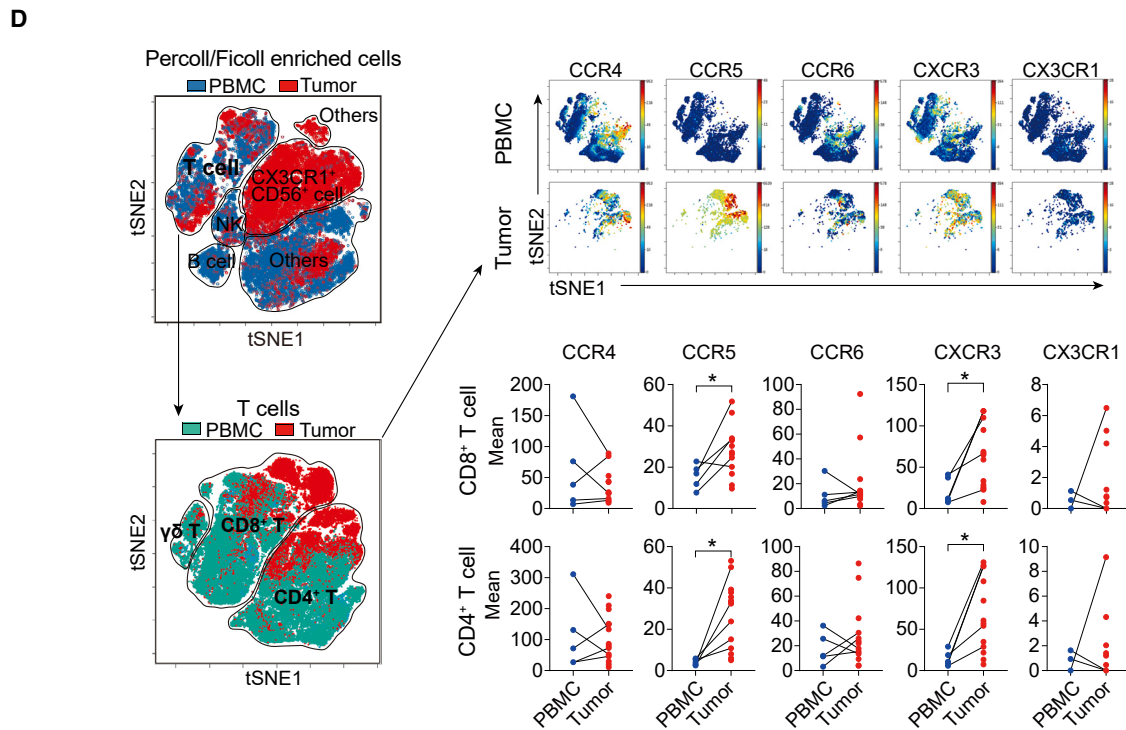 D
Percoll/Ficoll enriched cells
PBMC Tumor
Others
T cell
CX3CR1⁺
CD56⁺ cell
NK
B cell
Others
tSNE2
tSNE1
T cells
PBMC Tumor
γδ T
CD8⁺ T
CD4⁺ T
tSNE2
tSNE1
CCR4 CCR5 CCR6 CXCR3 CX3CR1
PBMC
Tumor
tSNE2
tSNE1
CCR4 CCR5 CCR6 CXCR3 CX3CR1
CD8⁺ T cell
Mean
200 60 100 150 8
150 40 80 100 6
100 20 60 50 4
50 0 40 0 2
0 20 0
0
* *
CD4⁺ T cell
Mean
400 60 100 150 10
300 40 80 100 8
200 20 60 50 6
100 0 40 0 4
0 20 2
0 0
* *
PBMC Tumor PBMC Tumor PBMC Tumor PBMC Tumor PBMC Tumor